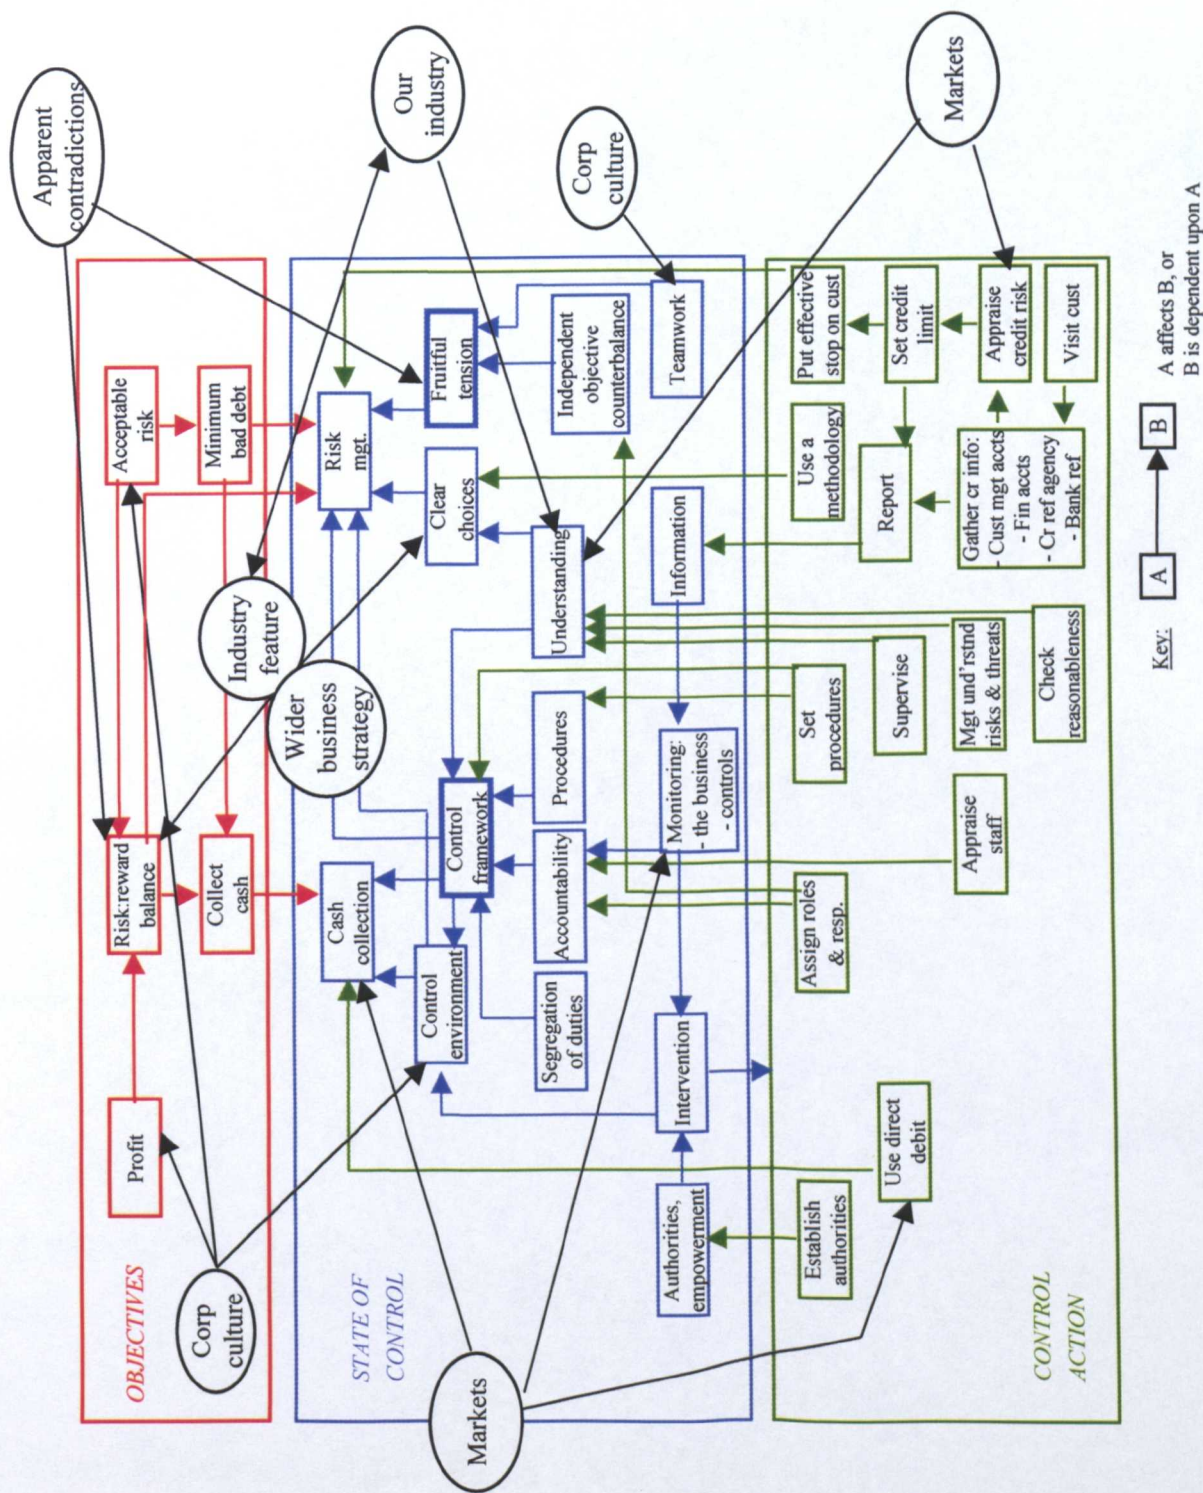 Apparent
contradictions
Our
industry
Corp
culture
Markets
OBJECTIVES
Corp
culture
Profit
Risk:reward
balance
Collect
cash
Acceptable
risk
Minimum
bad debt
Industry
feature
Wider
business
strategy
STATE OF
CONTROL
Markets
Cash
collection
Risk
mgt.
Control
environment
Control
framework
Clear
choices
Fruitful
tension
Segregation
of duties
Accountability
Procedures
Understanding
Independent
objective
counterbalance
Authorities,
empowerment
Intervention
Monitoring:
- the business
- controls
Information
Teamwork
CONTROL
ACTION
Establish
authorities
Use direct
debit
Assign roles
& resp.
Appraise
staff
Set
procedures
Supervise
Mgt und'rstnd
risks & threats
Check
reasonableness
Use a
methodology
Report
Gather cr info:
- Cust mgt accts
- Fin accts
- Cr ref agency
- Bank ref
Put effective
stop on cust
Set credit
limit
Appraise
credit risk
Visit cust
Key:
A
B
A affects B, or
B is dependent upon A